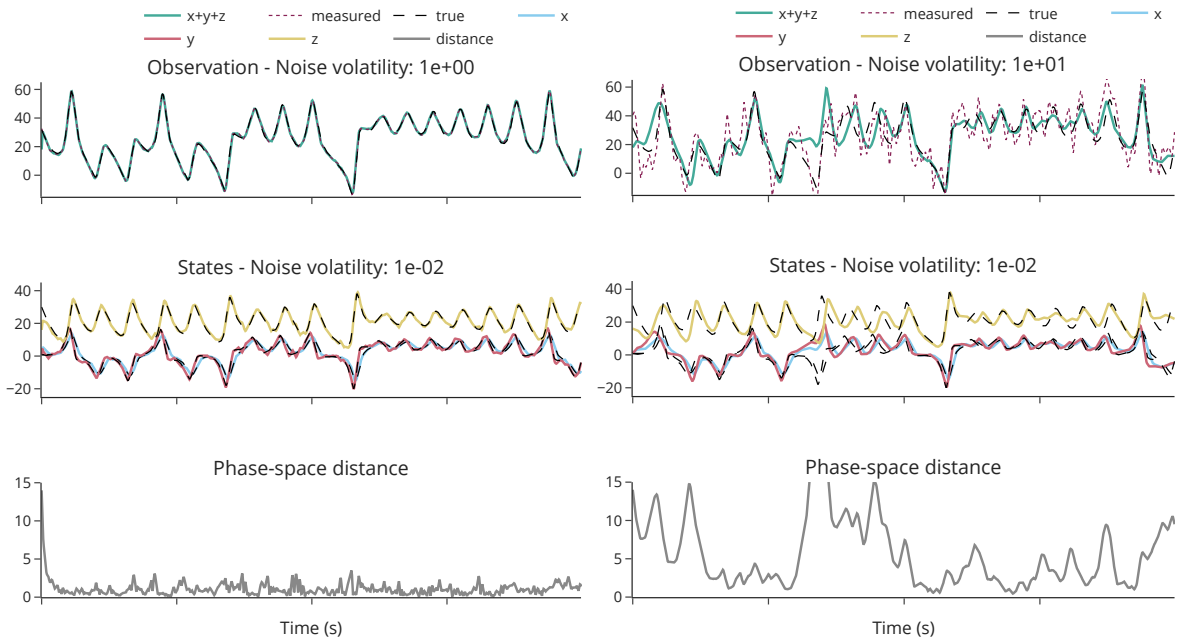 x+y+z measured true x
y z distance
Observation - Noise volatility: 1e+00
60
40
20
0
States - Noise volatility: 1e-02
40
20
0
−20
Phase-space distance
15
10
5
0
Time (s)
x+y+z measured true x
y z distance
Observation - Noise volatility: 1e+01
60
40
20
0
States - Noise volatility: 1e-02
40
20
0
−20
Phase-space distance
15
10
5
0
Time (s)